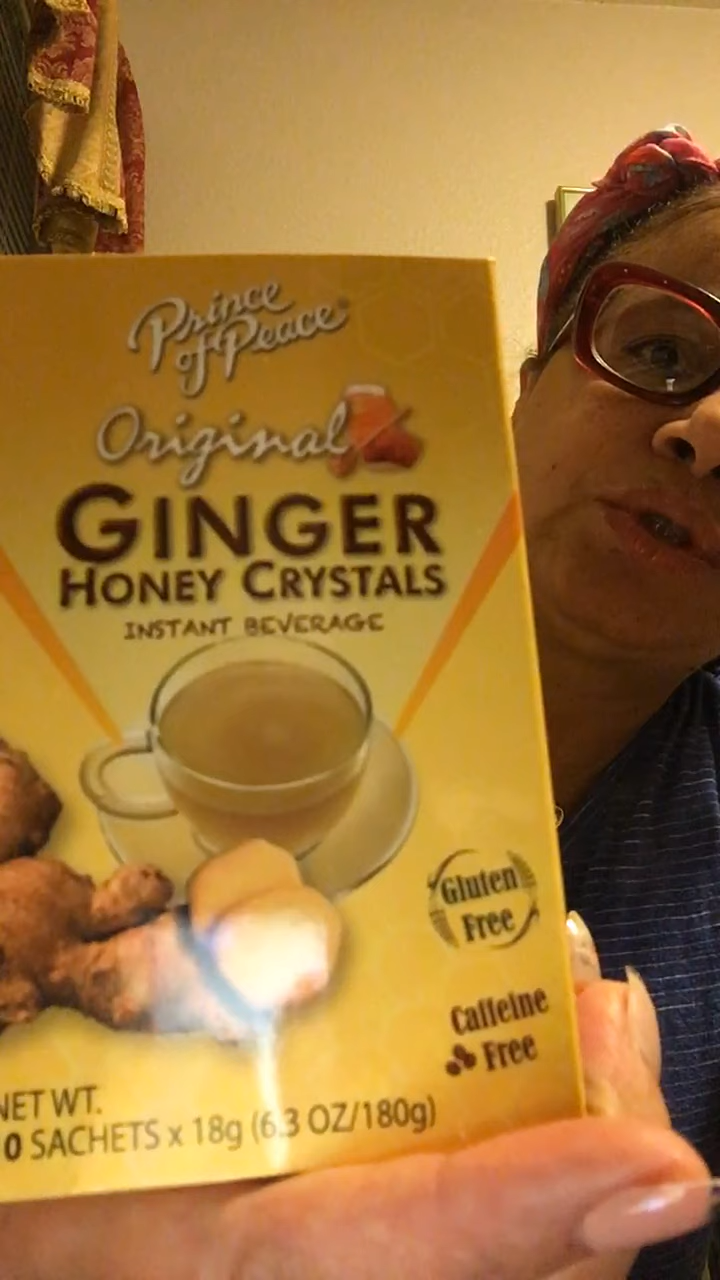 Prince
of Peace®
Original
GINGER
HONEY CRYSTALS
INSTANT BEVERAGE
Gluten
Free
Caffeine
Free
NET WT.
0 SACHETS x 18g (6.3 OZ/180g)